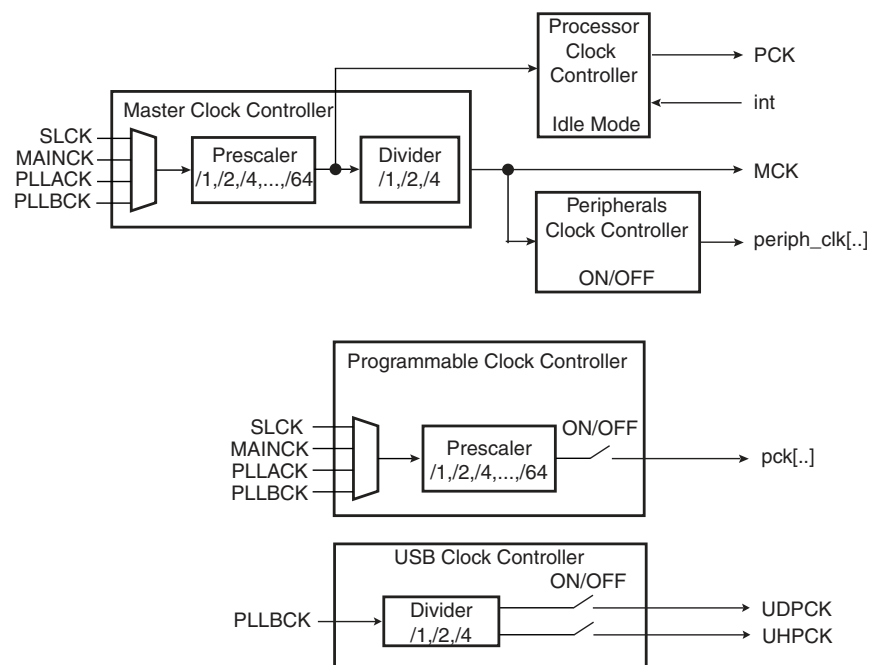 Processor
Clock
Controller
Idle Mode
PCK
int
Master Clock Controller
SLCK
MAINCK
PLLACK
PLLBCK
Prescaler
/1,/2,/4,...,/64
Divider
/1,/2,/4
MCK
Peripherals
Clock Controller
ON/OFF
periph_clk[..]
Programmable Clock Controller
SLCK
MAINCK
PLLACK
PLLBCK
Prescaler
/1,/2,/4,...,/64
ON/OFF
pck[..]
USB Clock Controller
ON/OFF
PLLBCK
Divider
/1,/2,/4
UDPCK
UHPCK